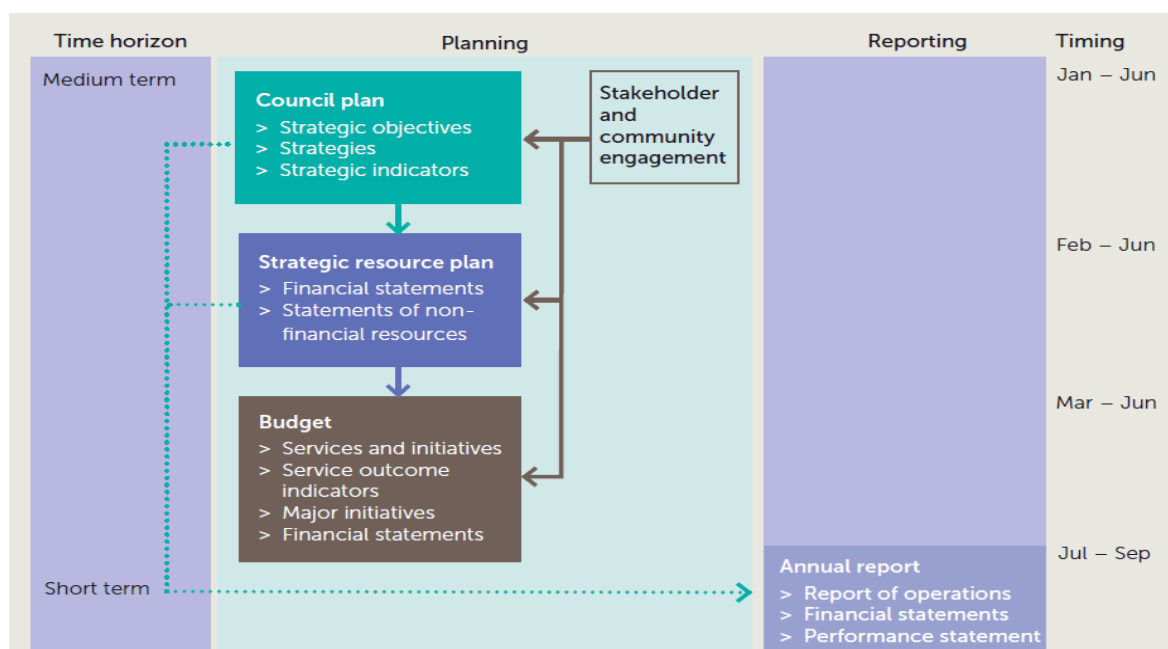 Time horizon
Planning
Reporting
Timing
Medium term
Council plan
> Strategic objectives
> Strategies
> Strategic indicators
Stakeholder
and
community
engagement
Jan – Jun
Strategic resource plan
> Financial statements
> Statements of non-
financial resources
Feb – Jun
Budget
> Services and initiatives
> Service outcome
indicators
> Major initiatives
> Financial statements
Mar – Jun
Short term
Annual report
> Report of operations
> Financial statements
> Performance statement
Jul – Sep